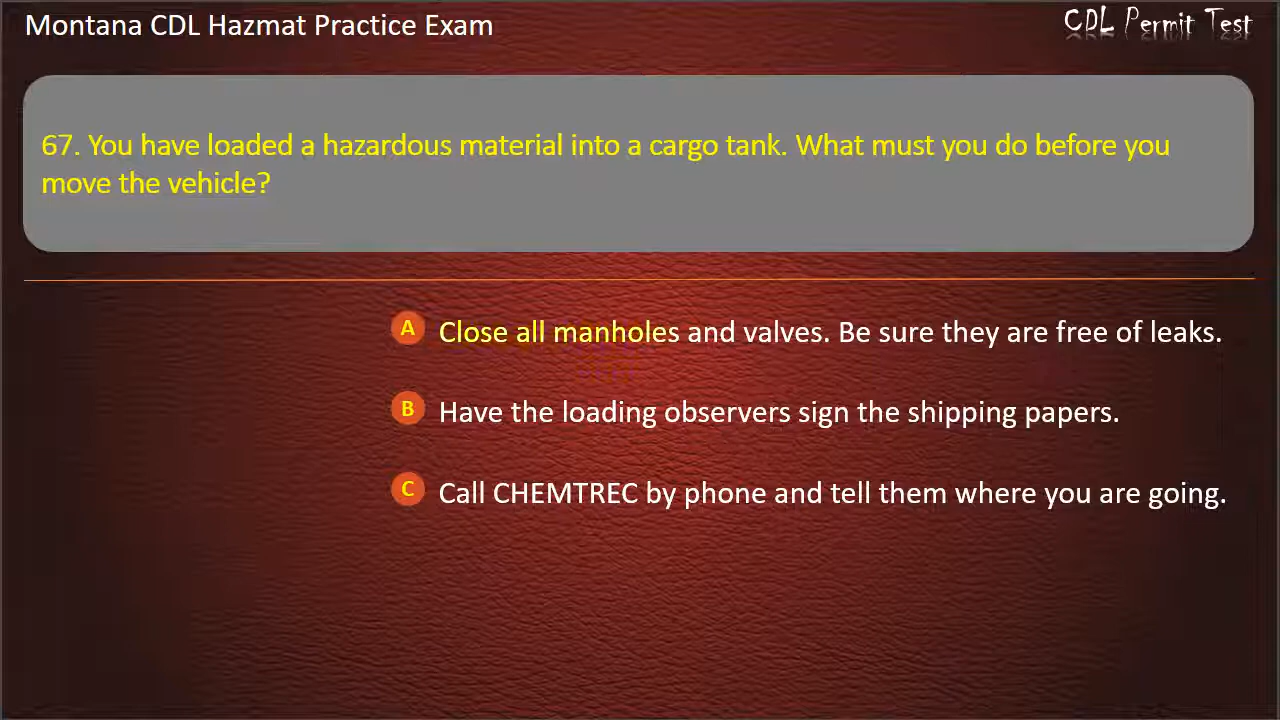 Montana CDL Hazmat Practice Exam
CDL Permit Test
67. You have loaded a hazardous material into a cargo tank. What must you do before you
move the vehicle?
A Close all manholes and valves. Be sure they are free of leaks.
B Have the loading observers sign the shipping papers.
C Call CHEMTREC by phone and tell them where you are going.